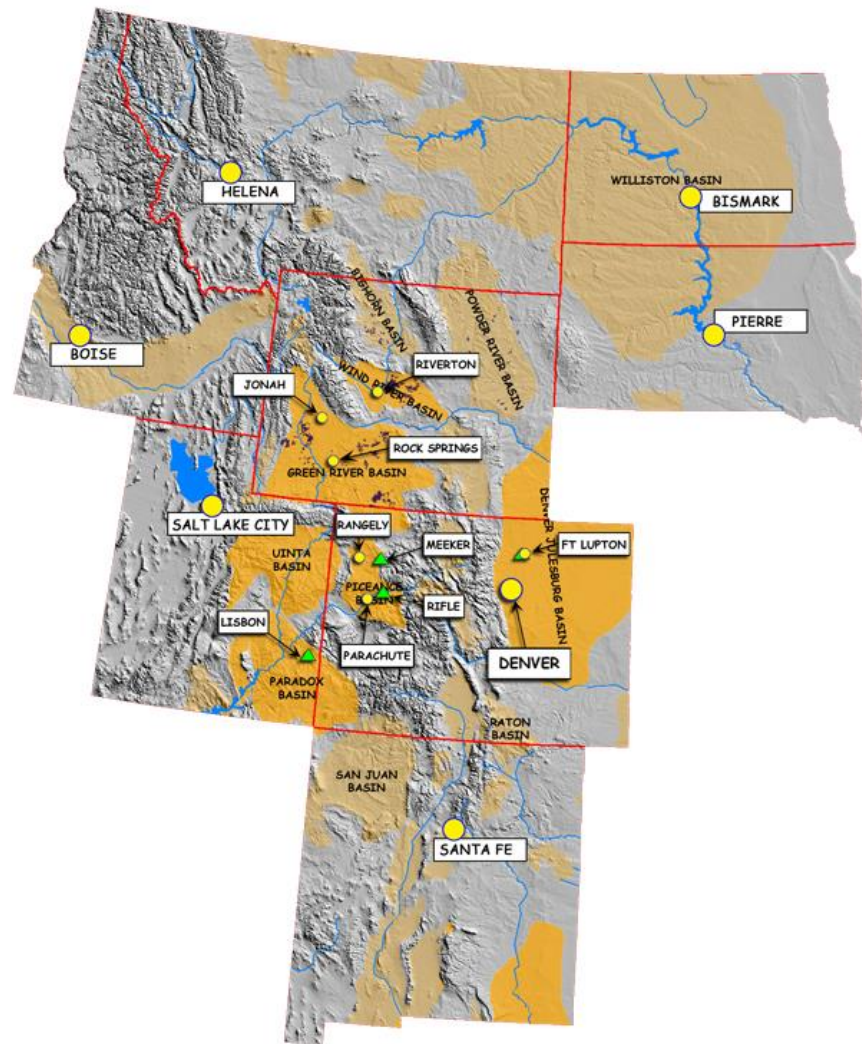 HELENA
WILLISTON BASIN
BISMARK
BIGHORN BASIN
POWDER RIVER BASIN
PIERRE
BOISE
WIND RIVER BASIN
RIVERTON
JONAH
ROCK SPRINGS
GREEN RIVER BASIN
SALT LAKE CITY
RANGELY
MEEKER
DENVER JULESBURG BASIN
FT LUPTON
UINTA
BASIN
PICEANCE
BASIN
RIFLE
LISBON
PARACHUTE
DENVER
PARADOX
BASIN
RATON
BASIN
SAN JUAN
BASIN
SANTA FE